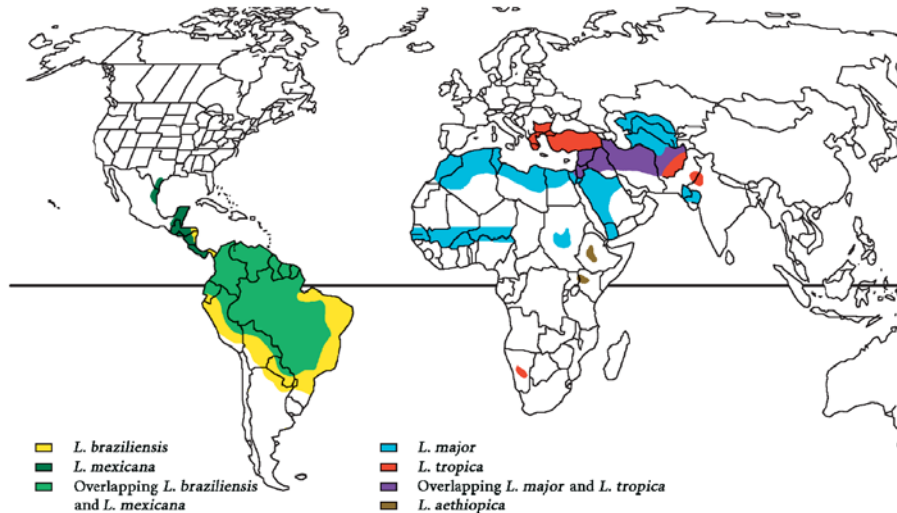 L. braziliensis
L. mexicana
Overlapping L. braziliensis
and L. mexicana
L. major
L. tropica
Overlapping L. major and L. tropica
L. aethiopica